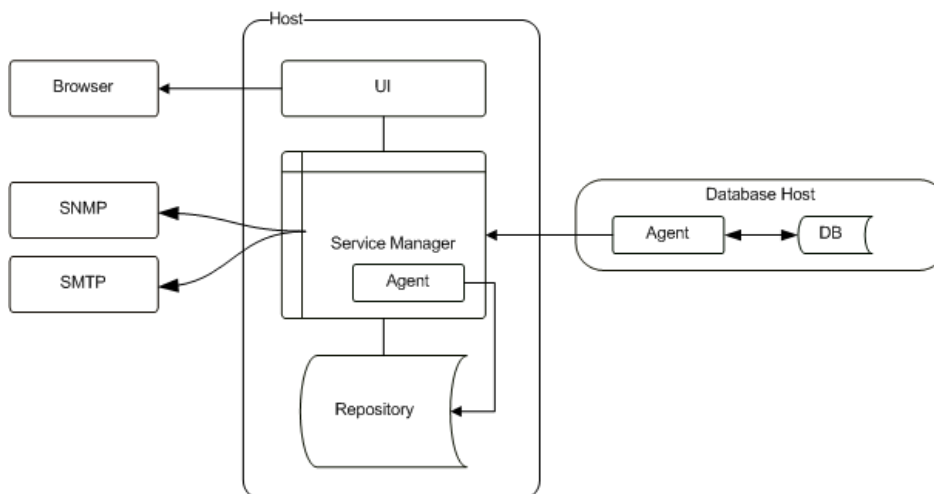 Host
Browser
UI
SNMP
Database Host
Agent
DB
Service Manager
SMTP
Agent
Repository